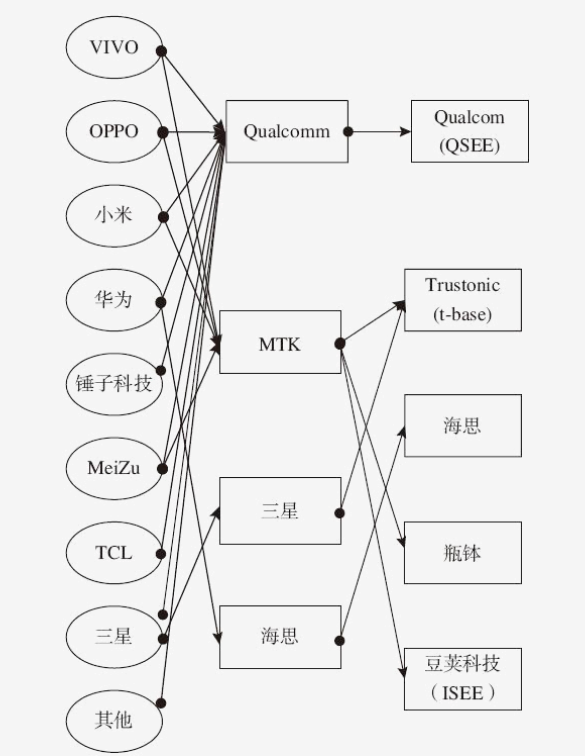 VIVO
OPPO
小米
华为
锤子科技
MeiZu
TCL
三星
其他
Qualcomm
MTK
三星
海思
Qualcom
(QSEE)
Trustonic
(t-base)
海思
瓶钵
豆荚科技
（ISEE）